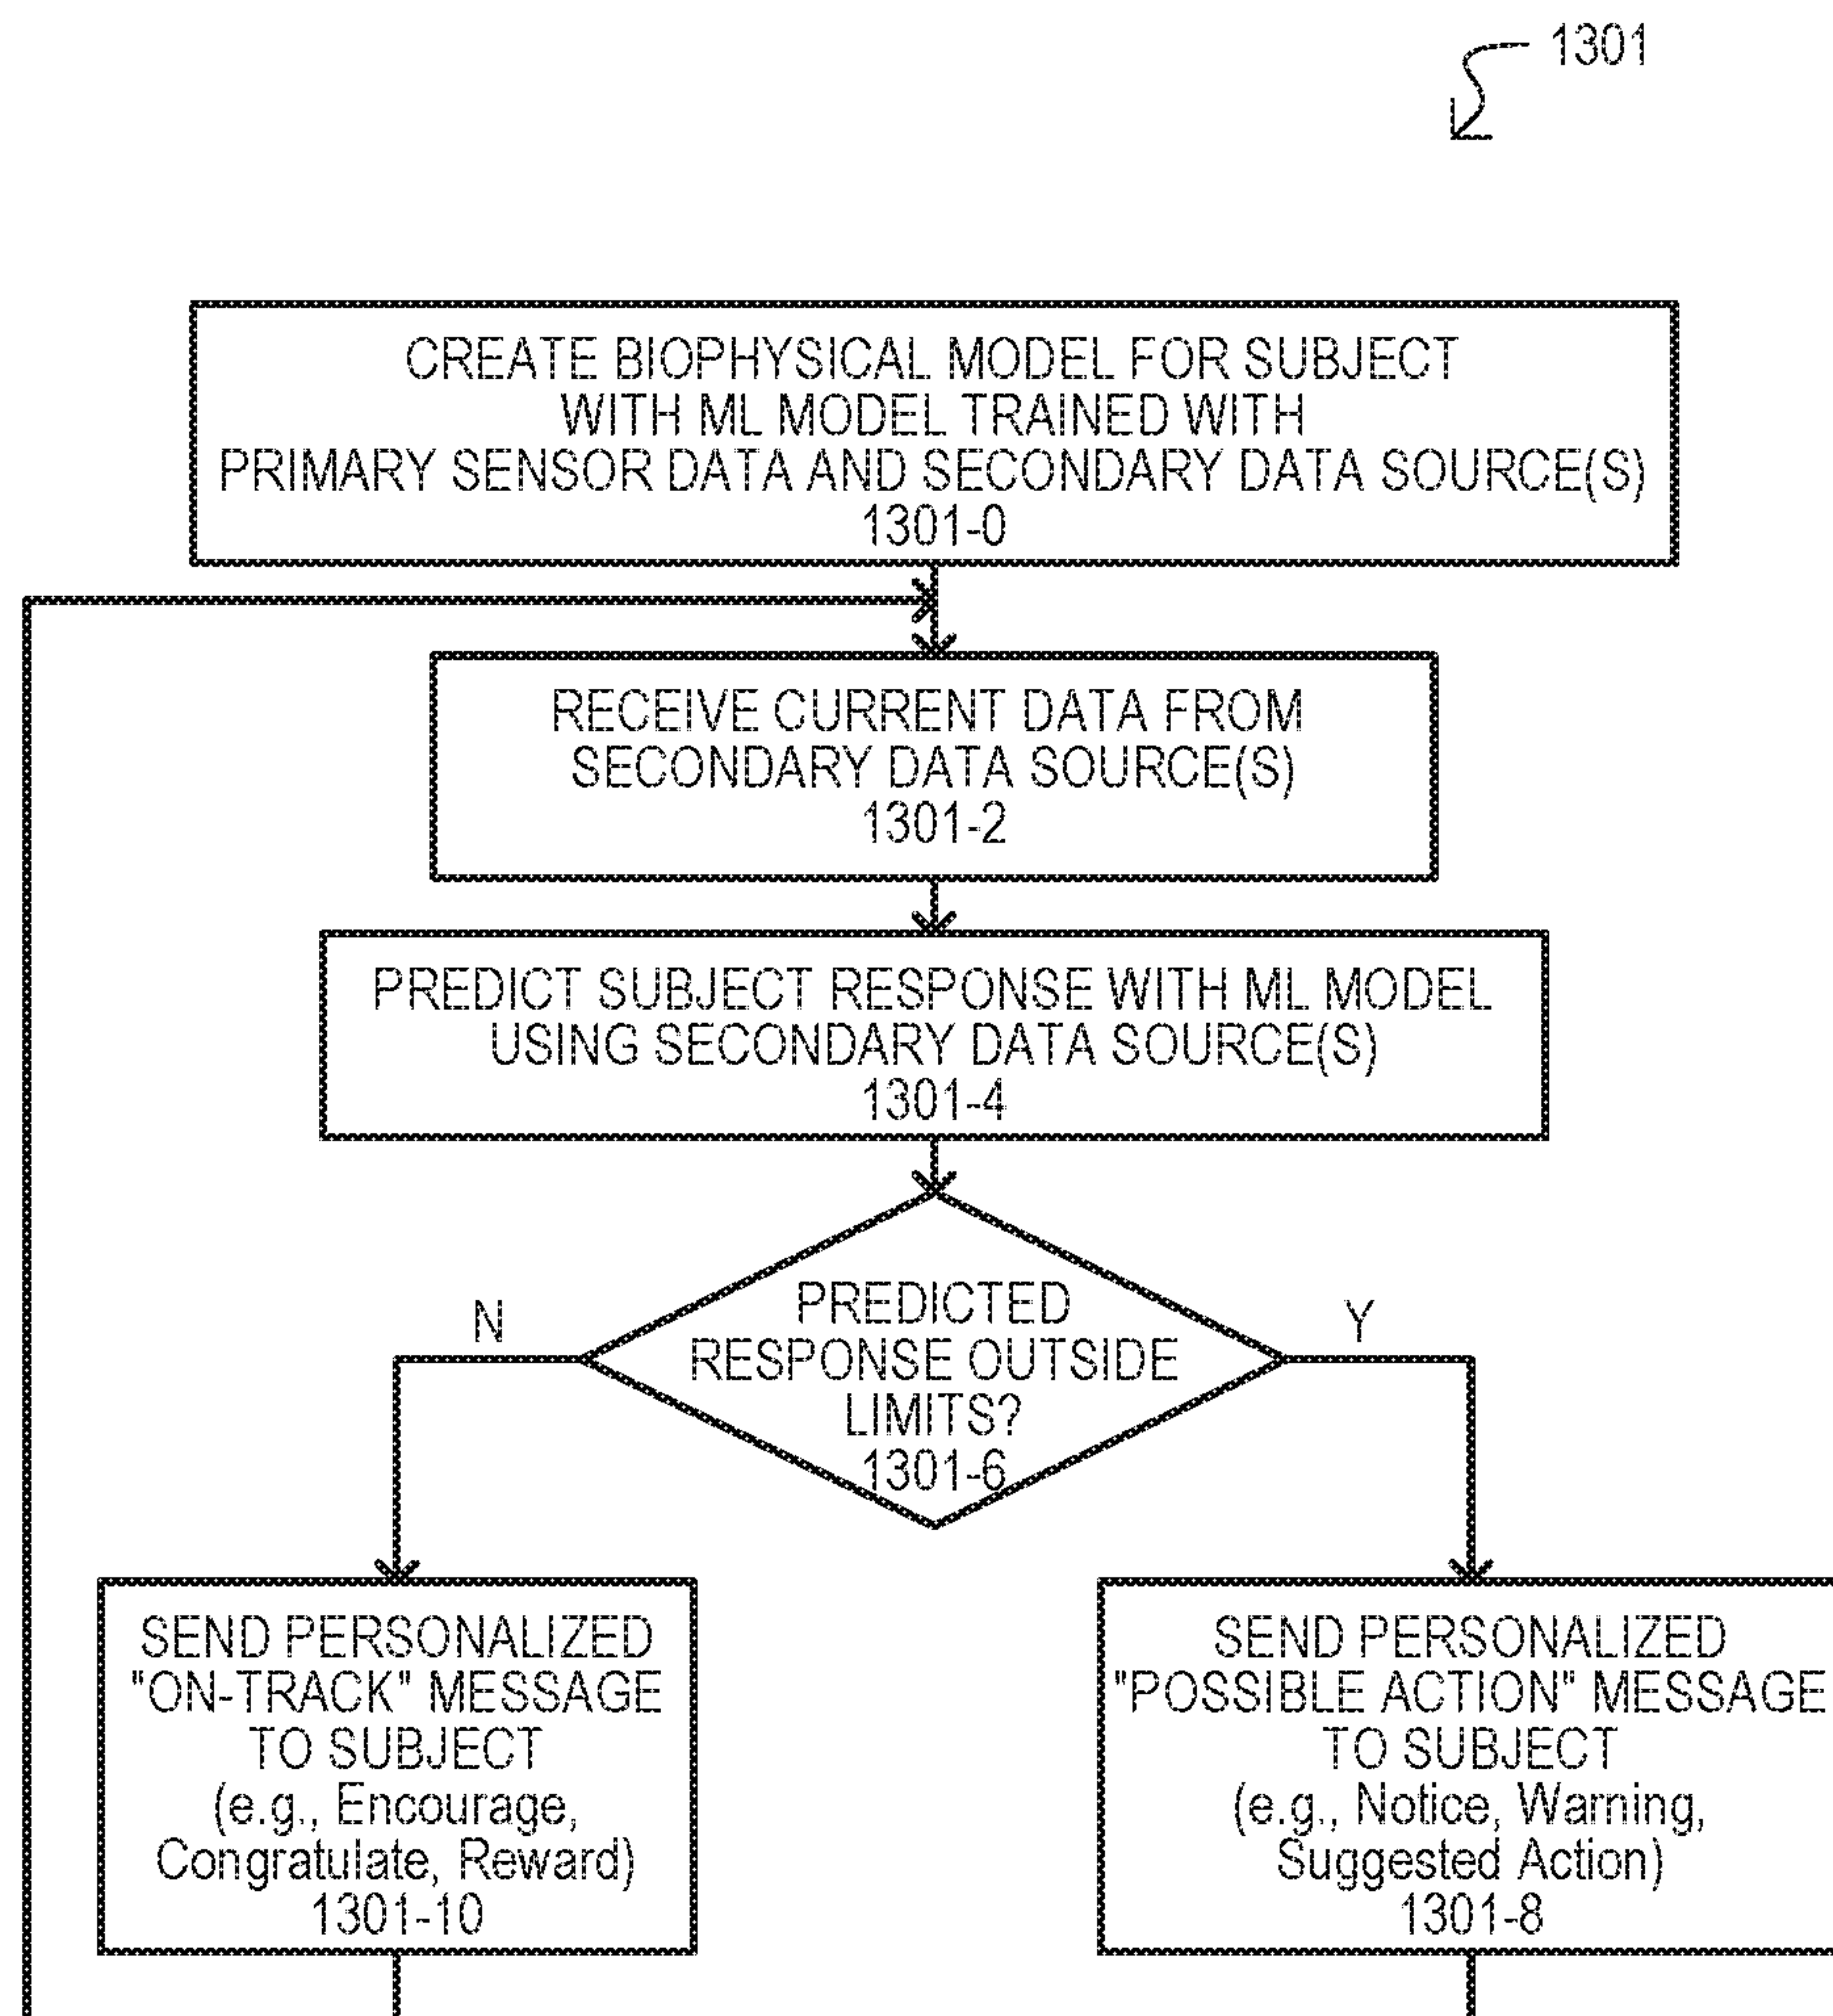 1301
CREATE BIOPHYSICAL MODEL FOR SUBJECT
WITH ML MODEL TRAINED WITH
PRIMARY SENSOR DATA AND SECONDARY DATA SOURCE(S)
1301-0
RECEIVE CURRENT DATA FROM
SECONDARY DATA SOURCE(S)
1301-2
PREDICT SUBJECT RESPONSE WITH ML MODEL
USING SECONDARY DATA SOURCE(S)
1301-4
N
Y
PREDICTED
RESPONSE OUTSIDE
LIMITS?
1301-6
SEND PERSONALIZED
"ON-TRACK" MESSAGE
TO SUBJECT
(e.g., Encourage,
Congratulate, Reward)
1301-10
SEND PERSONALIZED
"POSSIBLE ACTION" MESSAGE
TO SUBJECT
(e.g., Notice, Warning,
Suggested Action)
1301-8